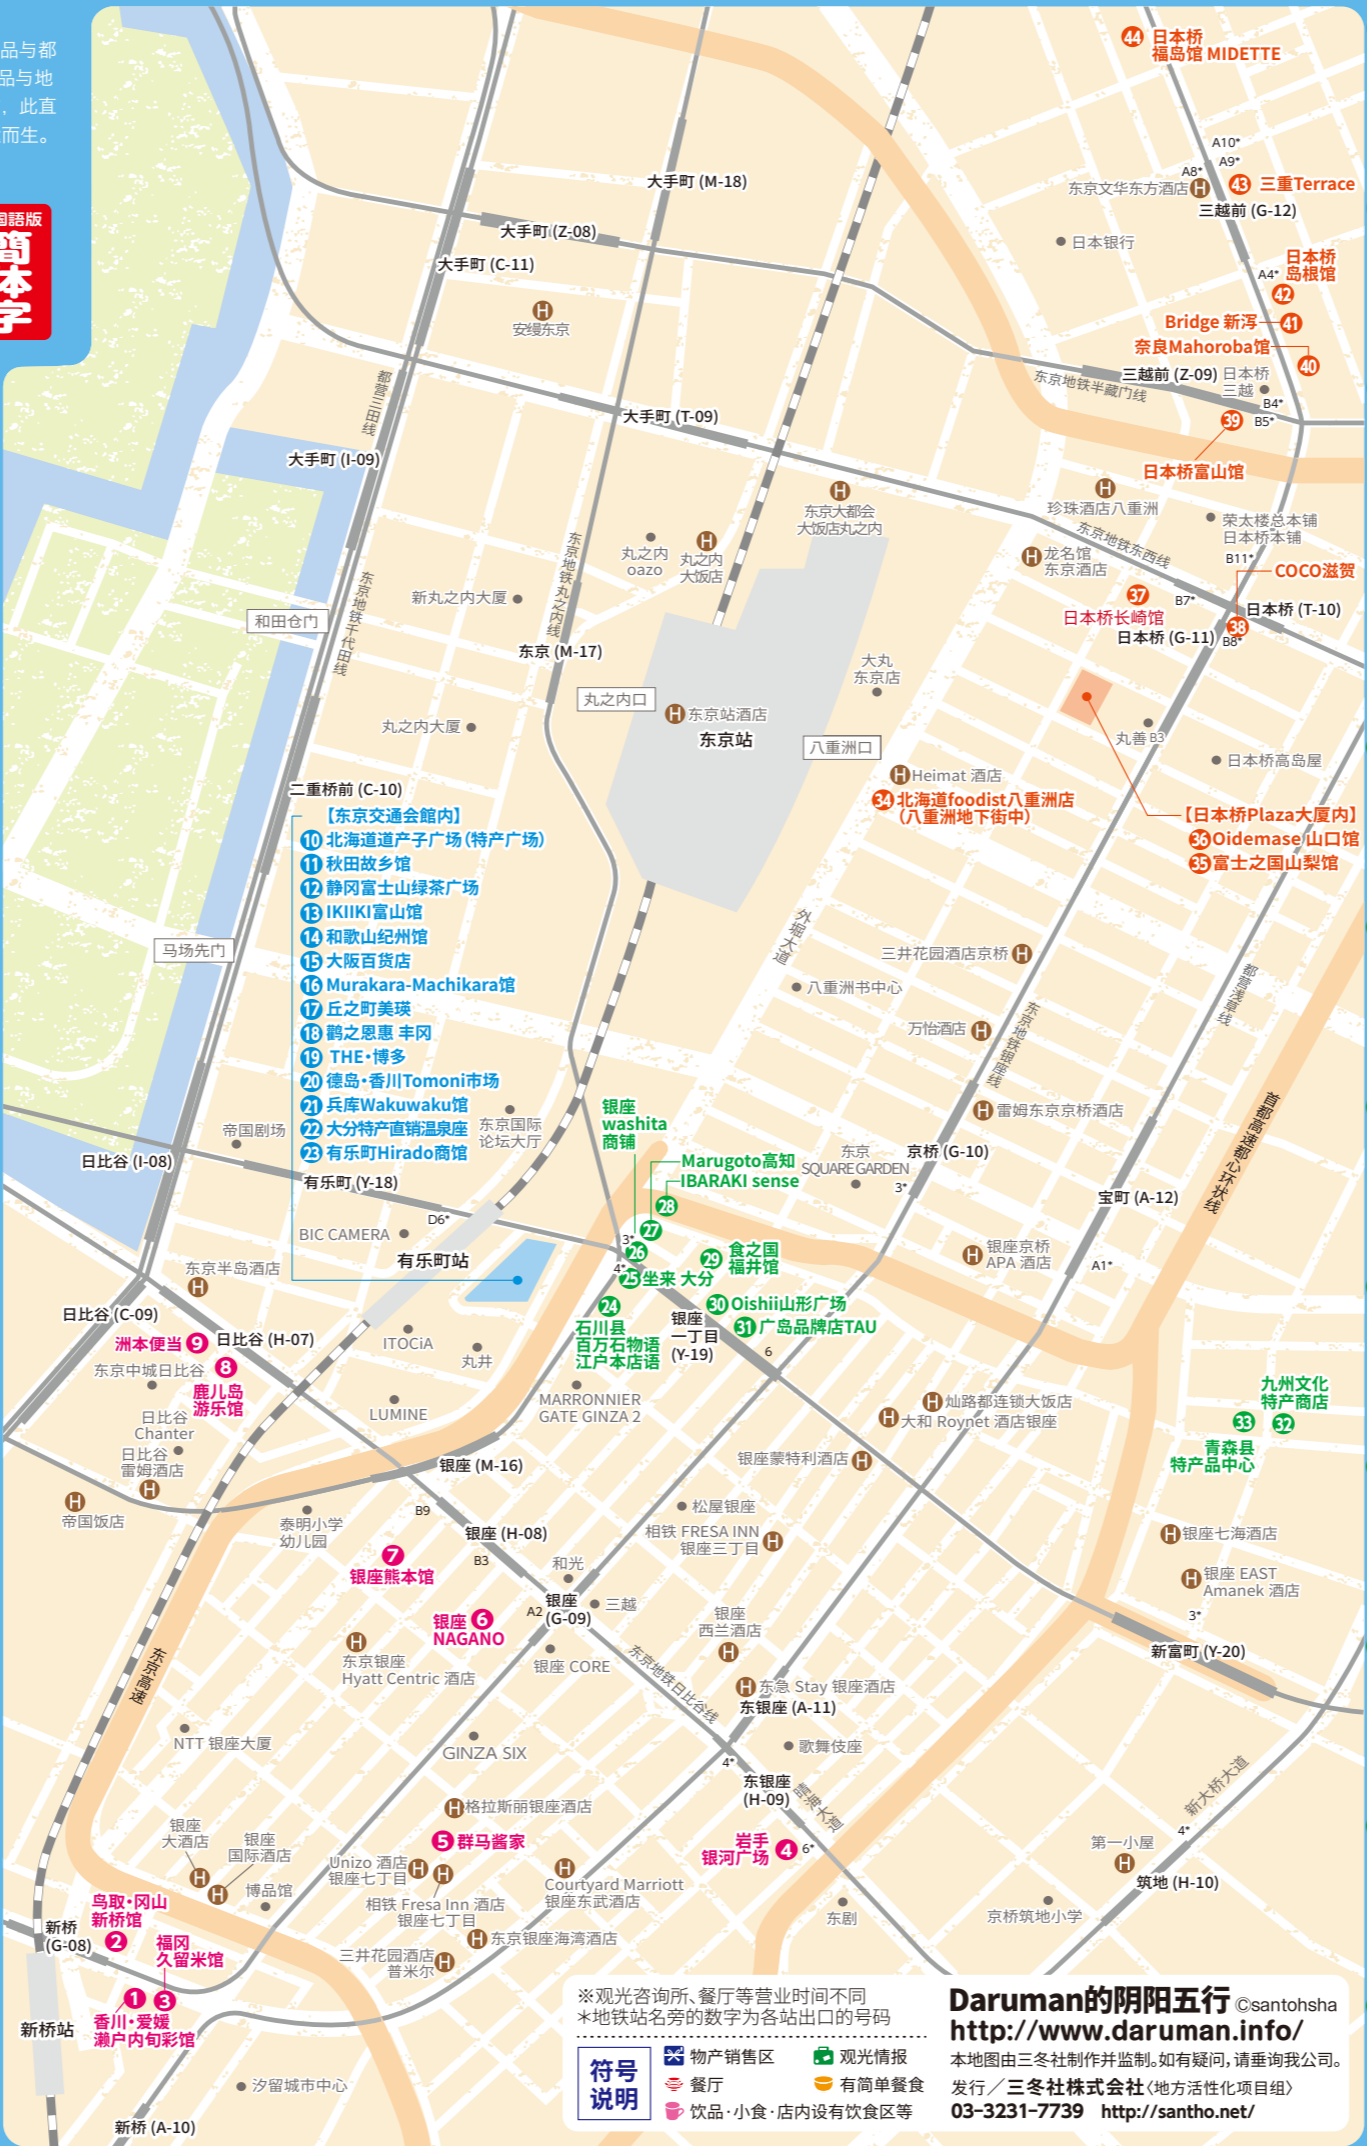 品与都
品与地
，此直
而生。
国語版
簡
本
字
44 日本桥
福岛馆 MIDETTE
A10*
A9*
A8*
东京文华东方酒店 H
43 三重Terrace
三越前 (G-12)
日本银行
大手町 (M-18)
大手町 (Z-08)
大手町 (C-11)
H
安缦东京
日本桥
岛根馆
A4*
42
Bridge 新泻 41
奈良Mahoroba馆
40
三越前 (Z-09)
日本桥
三越
东京地铁半藏门线
B4*
B5*
39
日本桥富山馆
都营三田线
大手町 (T-09)
大手町 (I-09)
H
东京大都会
大饭店丸之内
H
珍珠酒店八重洲
荣太楼总本铺
日本桥本铺
东京地铁东西线
B11*
COCO滋贺
丸之内
oazo
H
丸之内
大饭店
H 龙名馆
东京酒店
37
日本桥长崎馆
B7*
日本桥 (T-10)
38
日本桥 (G-11)
B8*
新丸之内大厦
东京地铁丸之内线
东京地铁千代田线
和田仓门
东京 (M-17)
大丸
东京店
丸之内口
H 东京站酒店
东京站
八重洲口
丸之内大厦
丸善 B3
日本桥高岛屋
H Heimat 酒店
34 北海道foodist八重洲店
（八重洲地下街中）
【日本桥Plaza大厦内】
36 Oidemase 山口馆
35 富士之国山梨馆
二重桥前 (C-10)
【东京交通会館内】
10 北海道道产子广场（特产广场）
11 秋田故乡馆
12 静冈富士山绿茶广场
13 IKIIKI富山馆
14 和歌山纪州馆
15 大阪百货店
16 Murakara-Machikara馆
17 丘之町美瑛
18 鹳之恩惠 丰冈
19 THE・博多
20 德岛・香川Tomoni市场
21 兵库Wakuwaku馆
22 大分特产直销温泉座
23 有乐町Hirado商馆
马场先门
外堀大道
三井花园酒店京桥 H
八重洲书中心
万怡酒店 H
东京地铁银座线
都营浅草线
H 雷姆东京京桥酒店
首都高速都心环状线
帝国剧场
东京国际
论坛大厅
日比谷 (I-08)
有乐町 (Y-18)
银座
washita
商铺
Marugoto高知
IBARAKI sense
东京
SQUARE GARDEN
京桥 (G-10)
3*
宝町 (A-12)
28
27
3*
26
4*
25 坐来 大分
29 食之国
福井馆
BIC CAMERA
D6*
有乐町站
H 银座京桥
APA 酒店
A1*
东京半岛酒店
H
24
石川县
百万石物语
江户本店语
30 Oishii山形广场
31 广岛品牌店TAU
银座
一丁目
(Y-19)
6
日比谷 (C-09)
日比谷 (H-07)
洲本便当 9
8
鹿儿岛
游乐馆
东京中城日比谷
日比谷
Chanter
日比谷
雷姆酒店
H
H
帝国饭店
ITOCiA
丸井
LUMINE
MARRONNIER
GATE GINZA 2
H 灿路都连锁大饭店
H 大和 Roynet 酒店银座
九州文化
特产商店
33 32
青森县
特产品中心
银座 (M-16)
银座蒙特利酒店 H
B9
泰明小学
幼儿园
银座 (H-08)
B3
松屋银座
相铁 FRESA INN
银座三丁目 H
H 银座七海酒店
H 银座 EAST
Amanek 酒店
3*
7
银座熊本馆
和光
A2
银座
(G-09)
三越
银座 6
NAGANO
银座
西兰酒店
H
新富町 (Y-20)
H
东京银座
Hyatt Centric 酒店
银座 CORE
东京地铁日比谷线
H 东急 Stay 银座酒店
东银座 (A-11)
东京高速
NTT 银座大厦
GINZA SIX
歌舞伎座
4*
东银座
(H-09)
晴海大道
新大桥大道
4*
H 格拉斯丽银座酒店
5 群马酱家
岩手
银河广场 4
6*
第一小屋
H
筑地 (H-10)
银座
大酒店
H
银座
国际酒店
H
博品馆
Unizo 酒店
银座七丁目 H
H
相铁 Fresa Inn 酒店
银座七丁目
H
Courtyard Marriott
银座东武酒店
东剧
京桥筑地小学
鸟取・冈山
新桥馆
2
新桥
(G-08)
福冈
久留米馆
H 东京银座海湾酒店
三井花园酒店
普米尔 H
1 3
香川・爱媛
濑户内旬彩馆
新桥站
汐留城市中心
新桥 (A-10)
※观光咨询所、餐厅等营业时间不同
＊地铁站名旁的数字为各站出口的号码
符号
说明
物产销售区
观光情报
餐厅
有简单餐食
饮品·小食·店内设有饮食区等
Daruman的阴阳五行 ©santohsha
http://www.daruman.info/
本地图由三冬社制作并监制。如有疑问，请垂询我公司。
发行／三冬社株式会社〈地方活性化项目组〉
03-3231-7739 http://santho.net/